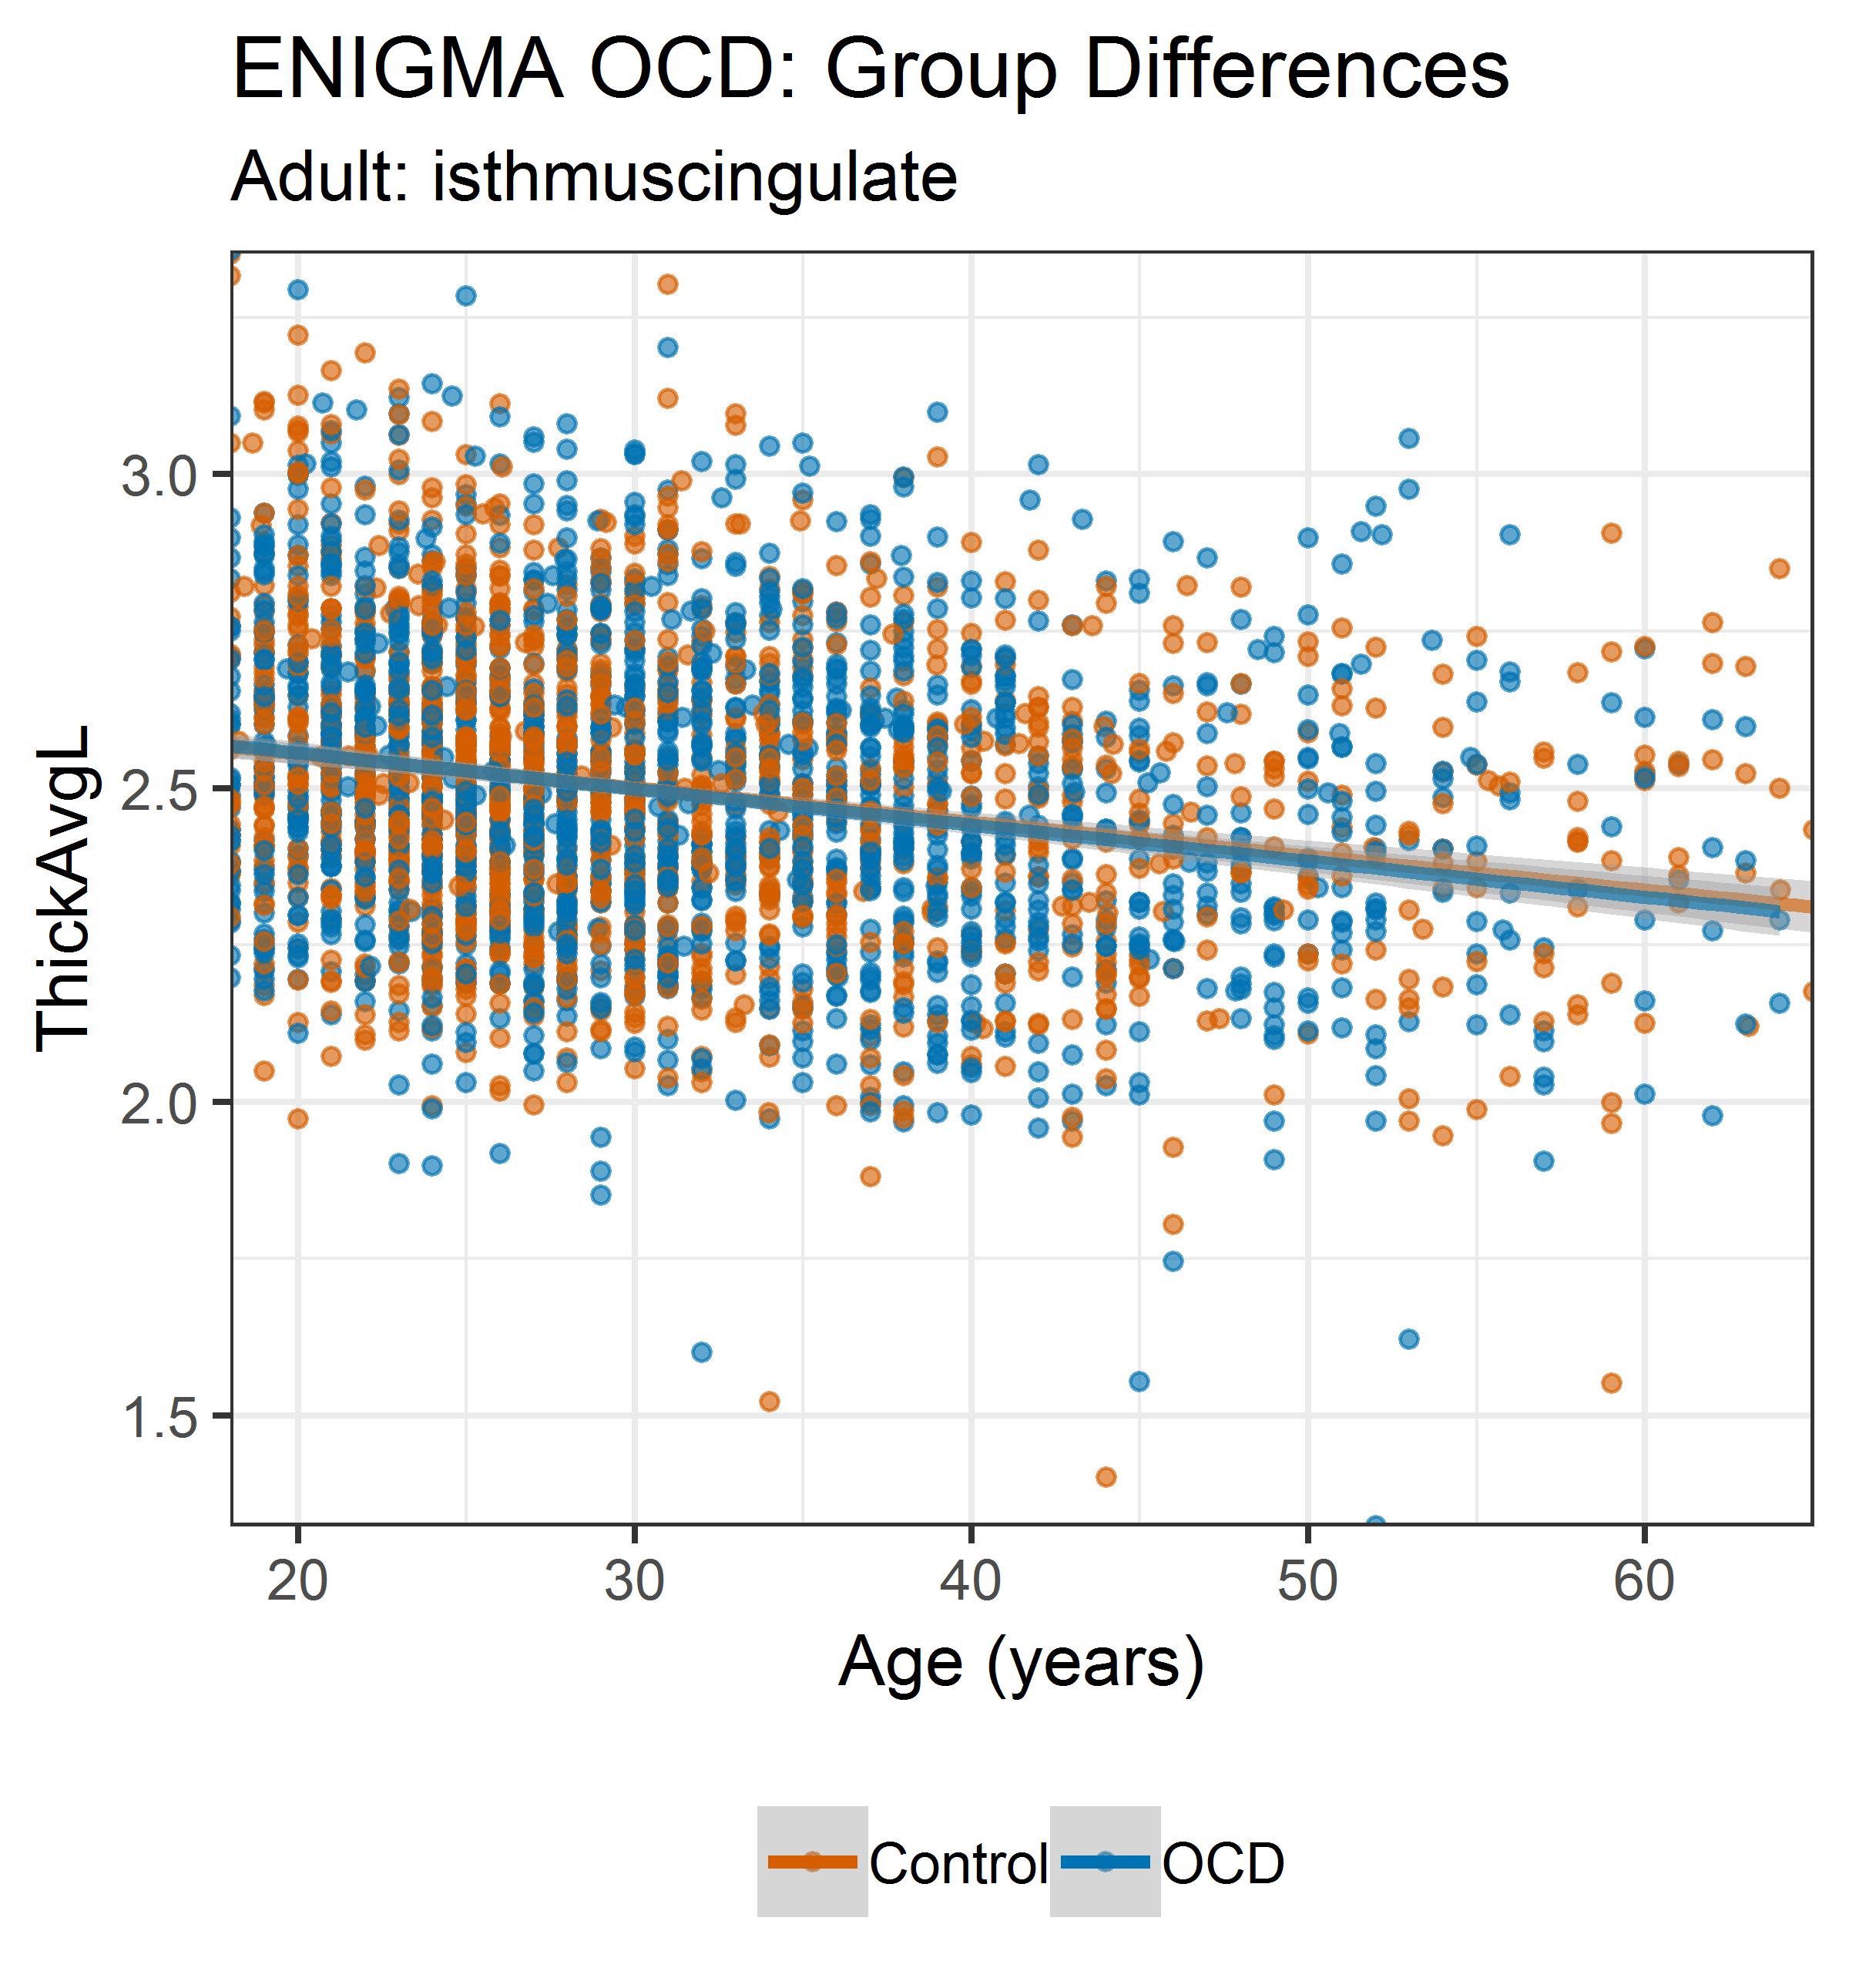 ENIGMA OCD: Group Differences
Adult: isthmuscingulate
ThickAvgL
3.0
2.5
2.0
1.5
20 30 40 50 60
Age (years)
Control OCD